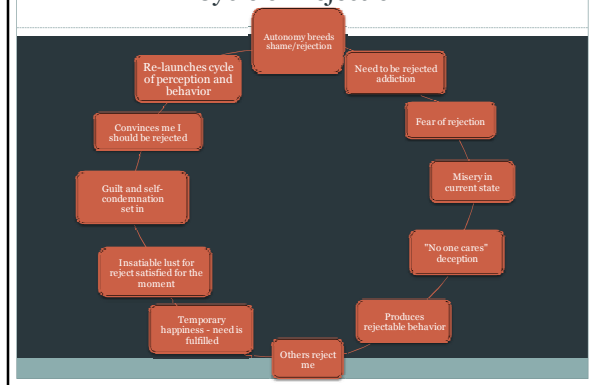 Autonomy breeds
shame/rejection
Need to be rejected
addiction
Fear of rejection
Misery in
current state
"No one cares"
deception
Produces
rejectable behavior
Others reject
me
Temporary
happiness - need is
fulfilled
Insatiable lust for
reject satisfied for the
moment
Guilt and self-
condemnation
set in
Convinces me I
should be rejected
Re-launches cycle
of perception and
behavior